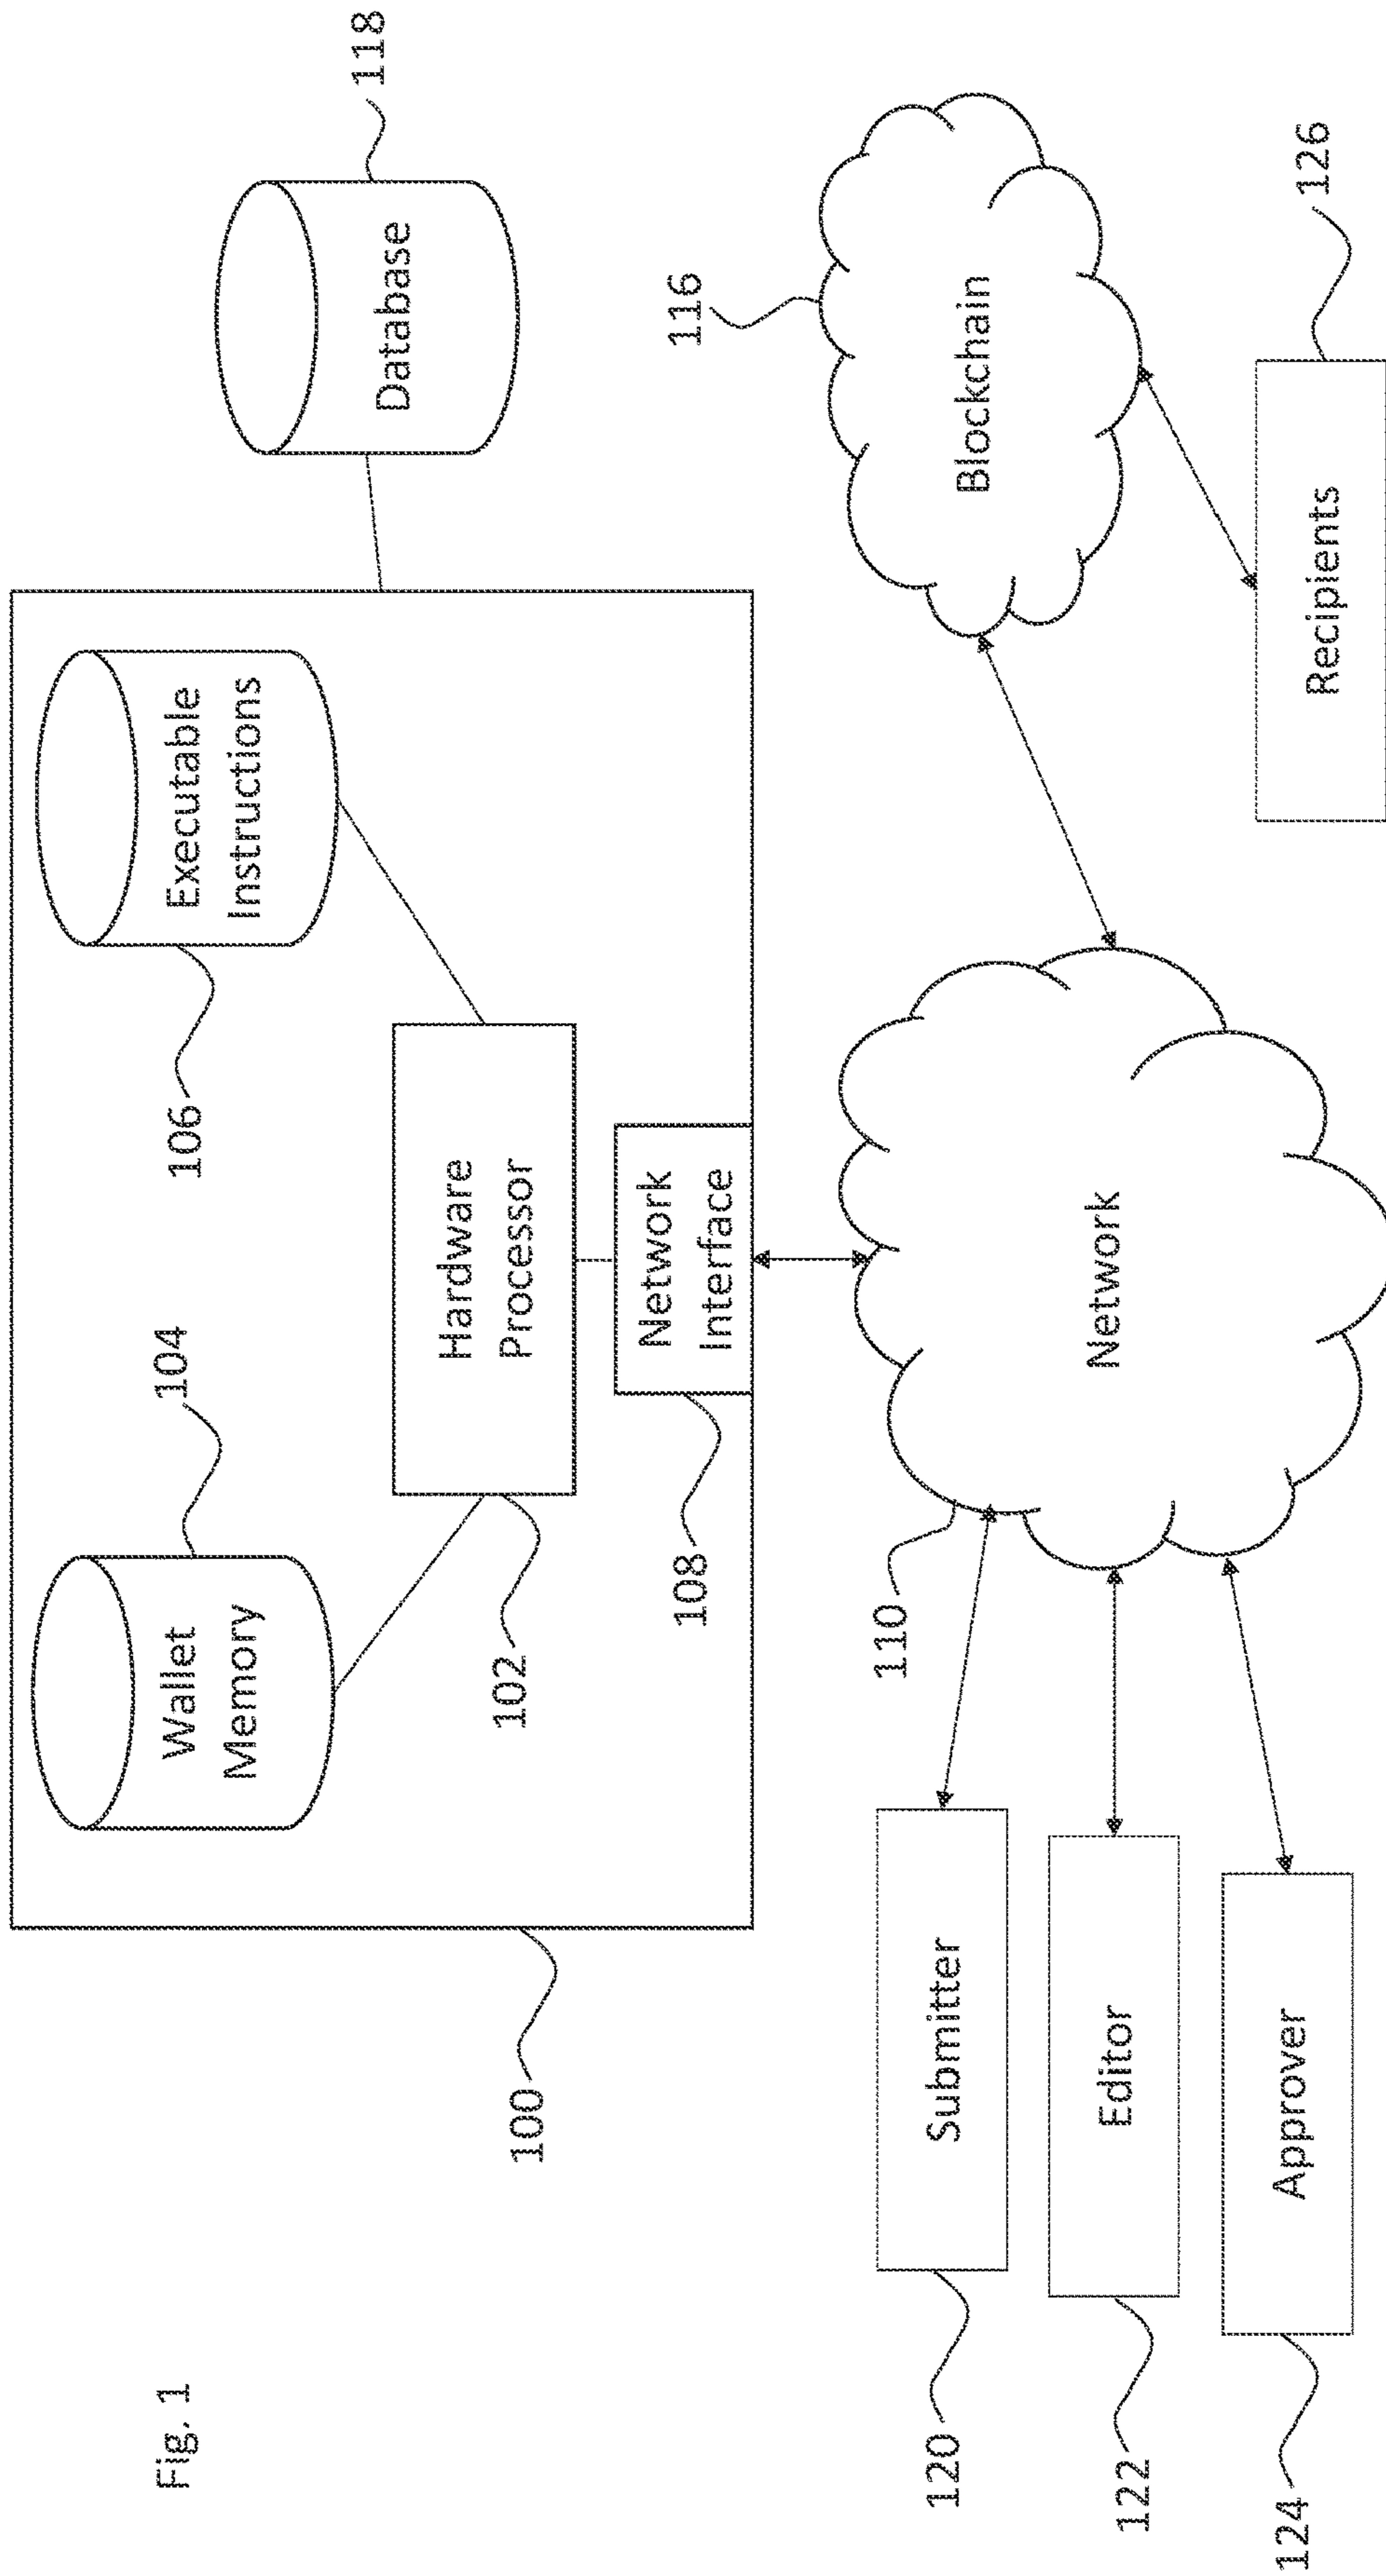 Fig. 1
100
104
Wallet
Memory
106
Executable
Instructions
118
Database
102
Hardware
Processor
108
Network
Interface
110
Network
116
Blockchain
120
Submitter
122
Editor
124
Approver
126
Recipients